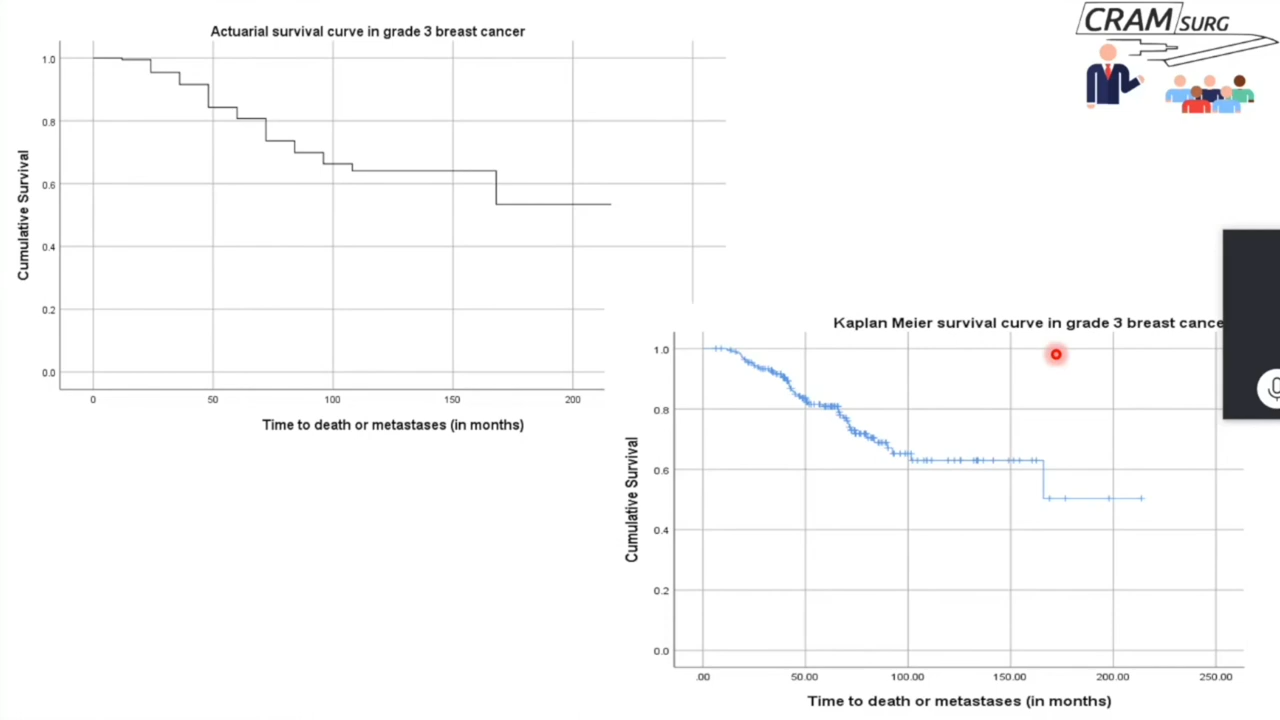 CRAM SURG
Actuarial survival curve in grade 3 breast cancer
Cumulative Survival
1.0
0.8
0.6
0.4
0.2
0.0
0 50 100 150 200
Time to death or metastases (in months)
Kaplan Meier survival curve in grade 3 breast cance
Cumulative Survival
1.0
0.8
0.6
0.4
0.2
0.0
.00 50.00 100.00 150.00 200.00 250.00
Time to death or metastases (in months)